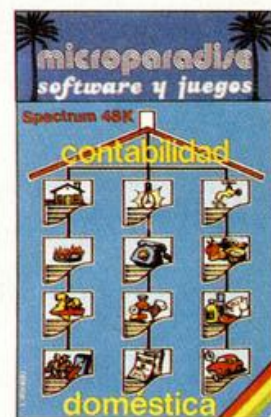 microparadise
software y juegos
Spectrum 48K
contabilidad
doméstica